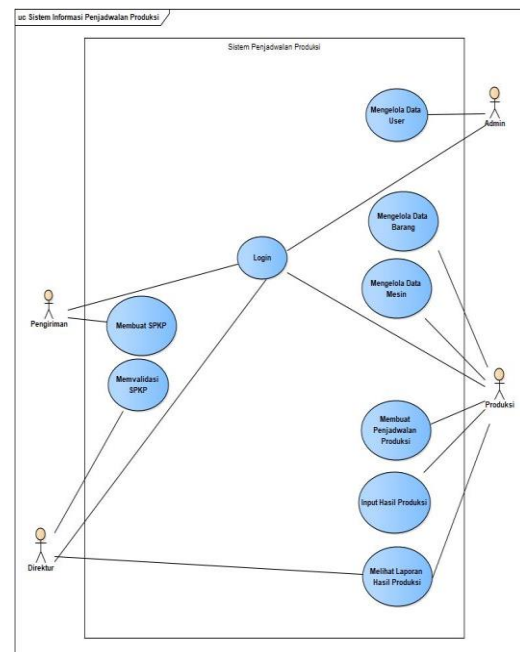 uc Sistem Informasi Penjadwalan Produksi
Sistem Penjadwalan Produksi
Mengelola Data
User
Admin
Mengelola Data
Barang
Login
Mengelola Data
Mesin
Pengiriman
Membuat SPKP
Memvalidasi
SPKP
Produksi
Membuat
Penjadwalan
Produksi
Input Hasil Produksi
Direktur
Melihat Laporan
Hasil Produksi